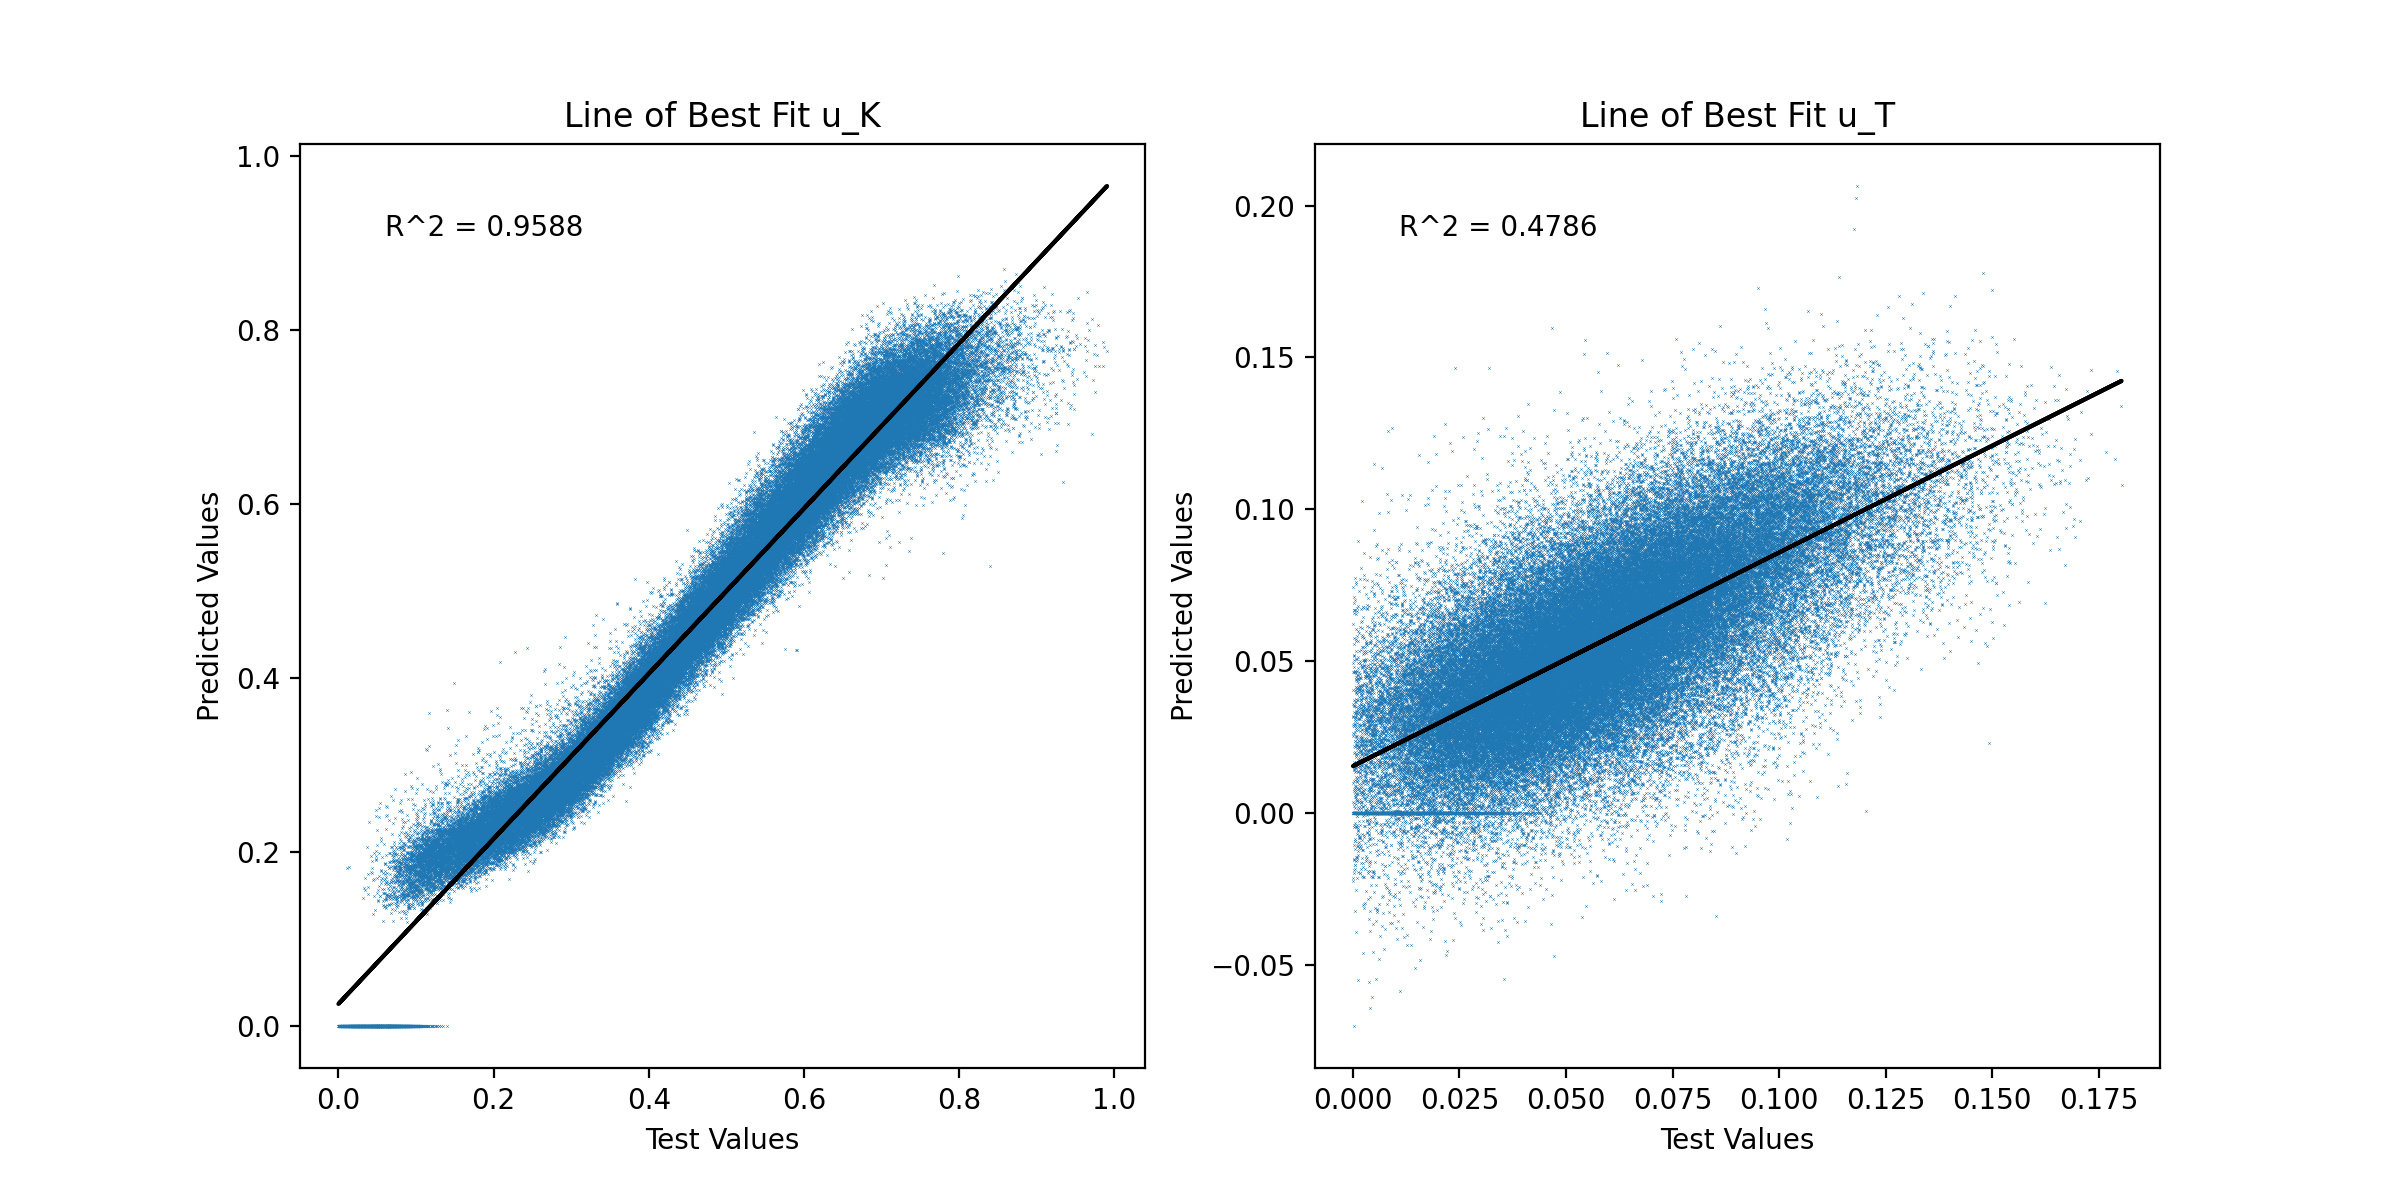 Line of Best Fit u_K
R^2 = 0.9588
1.0
0.8
0.6
0.4
0.2
0.0
Predicted Values
0.0 0.2 0.4 0.6 0.8 1.0
Test Values
Line of Best Fit u_T
R^2 = 0.4786
0.20
0.15
0.10
0.05
0.00
−0.05
Predicted Values
0.000 0.025 0.050 0.075 0.100 0.125 0.150 0.175
Test Values